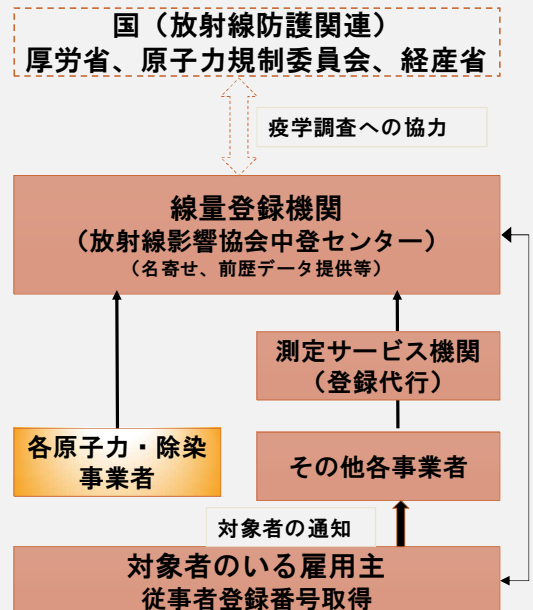 国（放射線防護関連）
厚労省、原子力規制委員会、経産省
疫学調査への協力
線量登録機関
（放射線影響協会中登センター）
（名寄せ、前歴データ提供等）
測定サービス機関
（登録代行）
各原子力・除染
事業者
その他各事業者
対象者の通知
対象者のいる雇用主
従事者登録番号取得